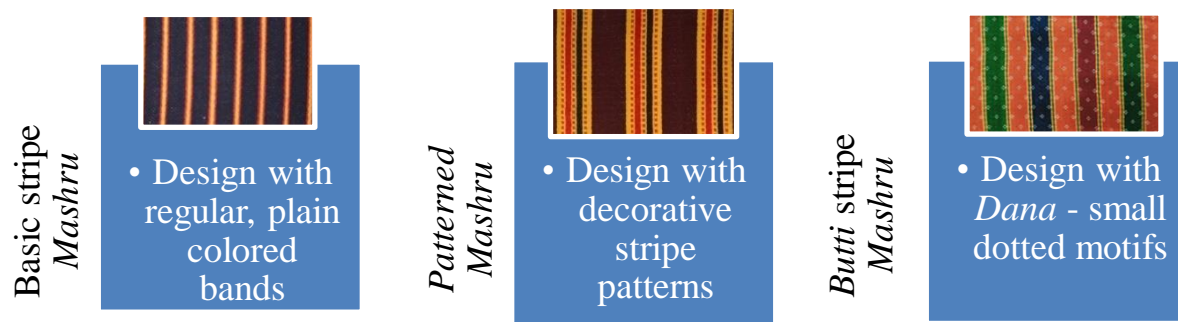 Basic stripe
Mashru
• Design with
regular, plain
colored
bands
Patterned
Mashru
• Design with
decorative
stripe
patterns
Butti stripe
Mashru
• Design with
Dana - small
dotted motifs